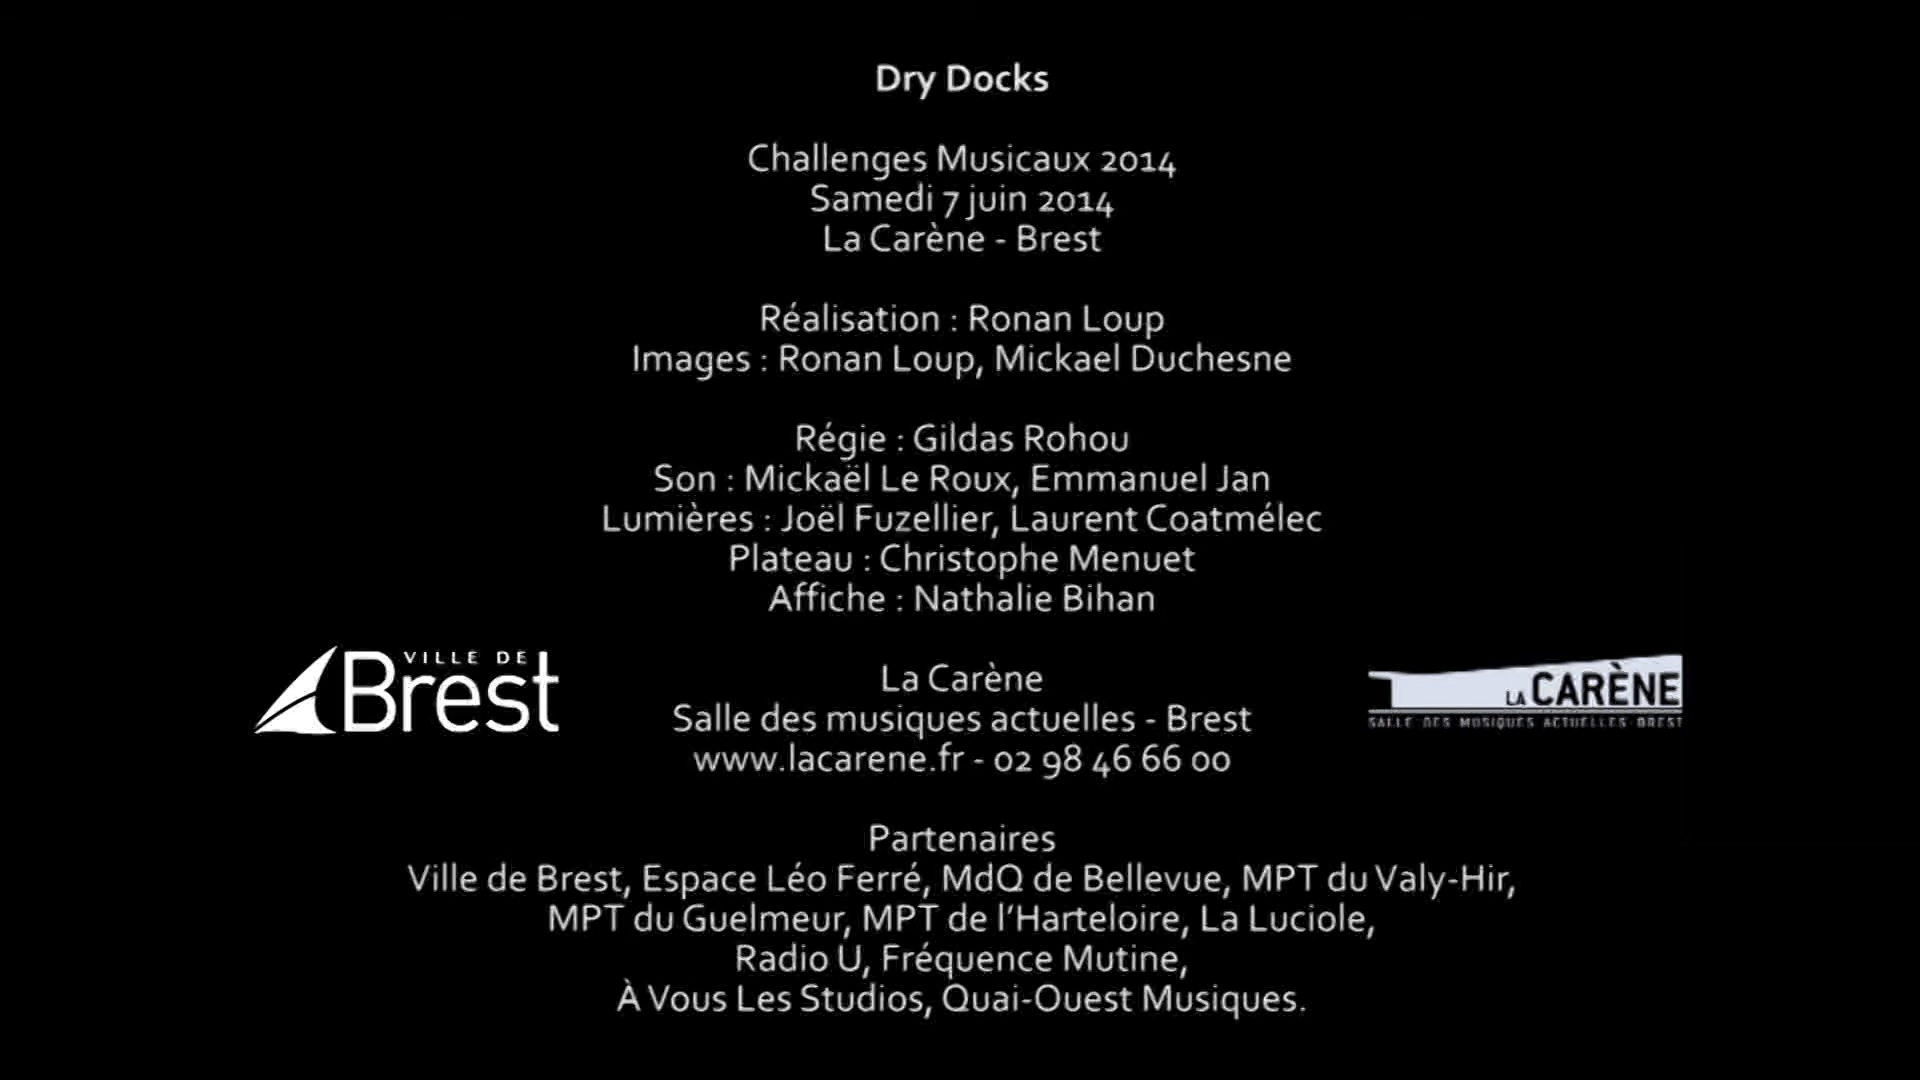 Dry Docks
Challenges Musicaux 2014
Samedi 7 juin 2014
La Carène - Brest
Réalisation : Ronan Loup
Images : Ronan Loup, Mickael Duchesne
Régie : Gildas Rohou
Son : Mickaël Le Roux, Emmanuel Jan
Lumières : Joël Fuzellier, Laurent Coatmélec
Plateau : Christophe Menuet
Affiche : Nathalie Bihan
VILLE DE
Brest
La Carène
Salle des musiques actuelles - Brest
www.lacarene.fr - 02 98 46 66 00
LA CARÈNE
SALLE DES MUSIQUES ACTUELLES-BREST
Partenaires
Ville de Brest, Espace Léo Ferré, MdQ de Bellevue, MPT du Valy-Hir,
MPT du Guelmeur, MPT de l’Harteloire, La Luciole,
Radio U, Fréquence Mutine,
À Vous Les Studios, Quai-Ouest Musiques.